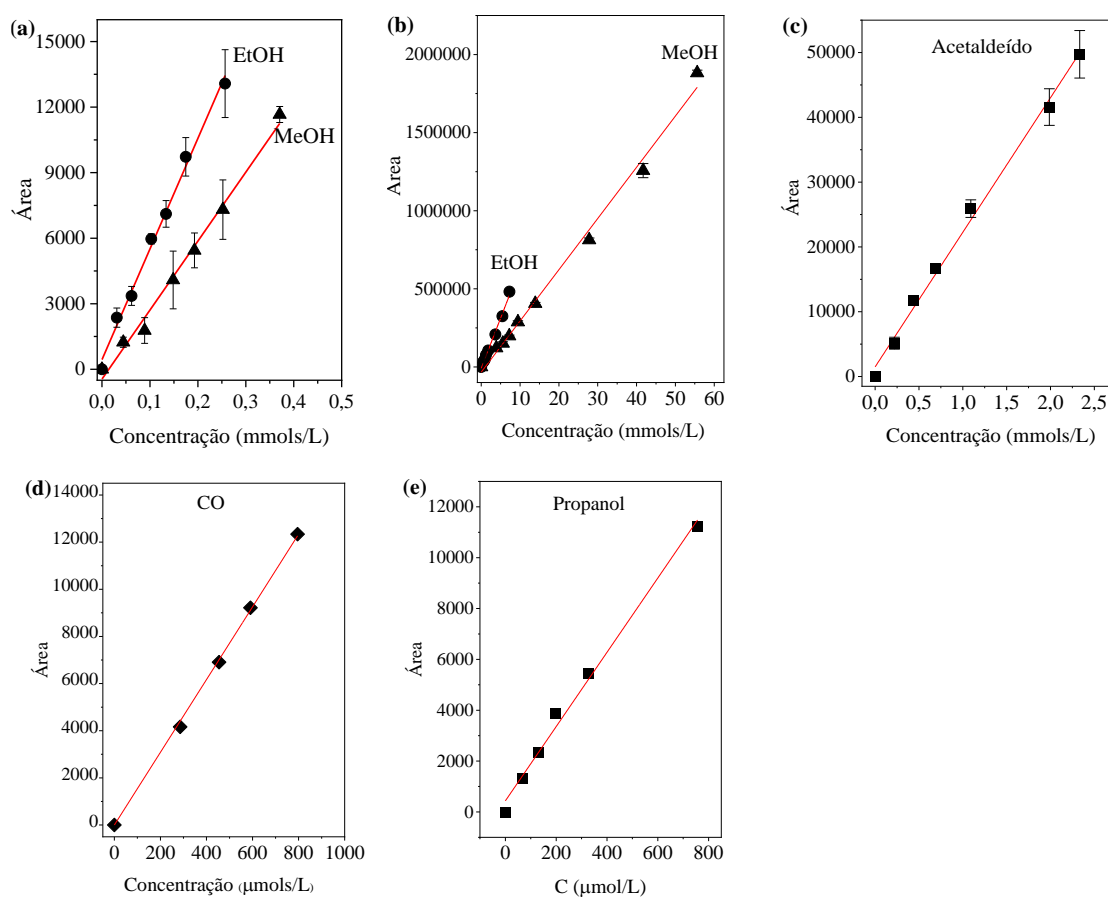 (a)
15000
12000
9000
6000
3000
0
Área
EtOH
MeOH
0,0 0,1 0,2 0,3 0,4 0,5
Concentração (mmols/L)
(b)
2000000
1500000
1000000
500000
0
Area
MeOH
EtOH
0 10 20 30 40 50 60
Concentração (mmols/L)
(c)
50000
40000
30000
20000
10000
0
Área
Acetaldeído
0,0 0,5 1,0 1,5 2,0 2,5
Concentração (mmols/L)
(d)
14000
12000
10000
8000
6000
4000
2000
0
Área
CO
0 200 400 600 800 1000
Concentração (μmols/L)
(e)
12000
10000
8000
6000
4000
2000
0
Área
Propanol
0 200 400 600 800
C (μmol/L)